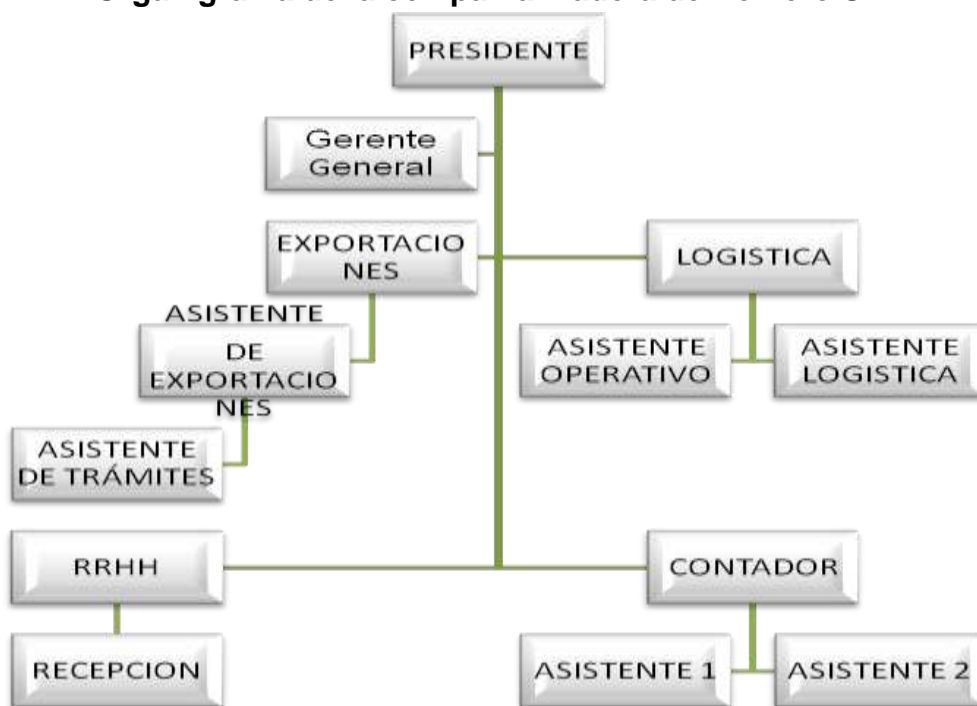 PRESIDENTE
Gerente
General
EXPORTACIO
NES
LOGISTICA
ASISTENTE
DE
EXPORTACIO
NES
ASISTENTE
OPERATIVO
ASISTENTE
LOGISTICA
ASISTENTE
DE TRÁMITES
RRHH
CONTADOR
RECEPCION
ASISTENTE 1
ASISTENTE 2